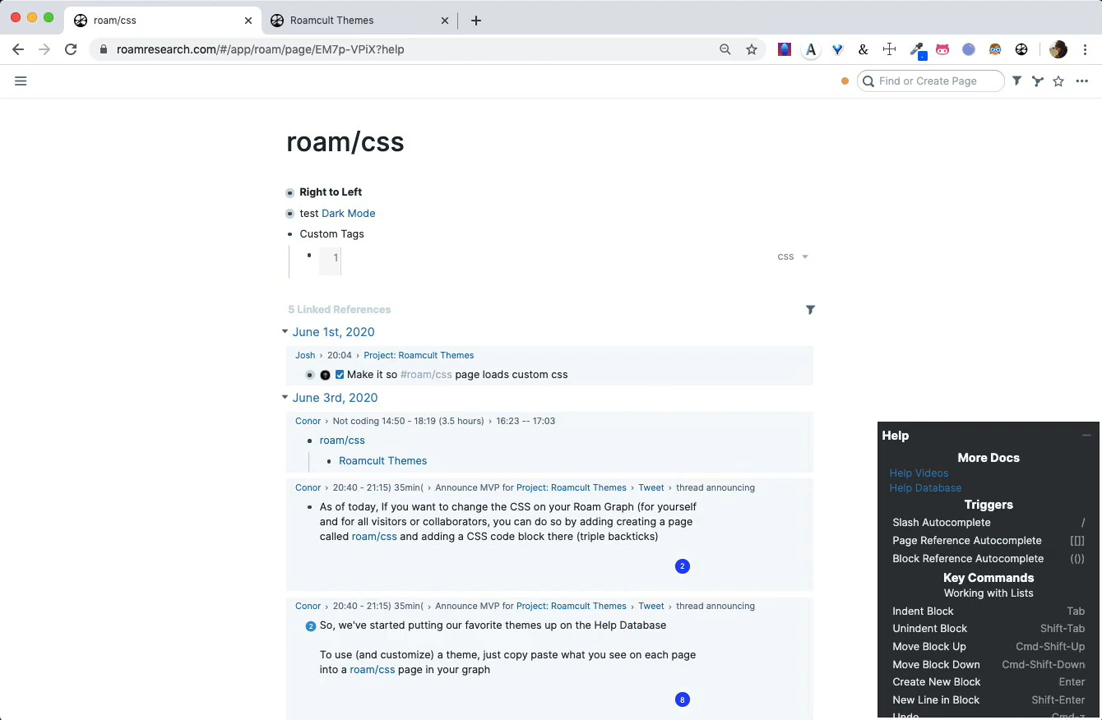 roam/css
Roamcult Themes
roamresearch.com/#/app/roam/page/EM7p-VPiX?help
Find or Create Page
roam/css
Right to Left
test Dark Mode
Custom Tags
1
css
5 Linked References
June 1st, 2020
Josh › 20:04 › Project: Roamcult Themes
Make it so #roam/css page loads custom css
June 3rd, 2020
Conor › Not coding 14:50 - 18:19 (3.5 hours) › 16:23 -- 17:03
roam/css
Roamcult Themes
Conor › 20:40 - 21:15) 35min( › Announce MVP for Project: Roamcult Themes › Tweet › thread announcing
As of today, If you want to change the CSS on your Roam Graph (for yourself
and for all visitors or collaborators, you can do so by adding creating a page
called roam/css and adding a CSS code block there (triple backticks)
2
Conor › 20:40 - 21:15) 35min( › Announce MVP for Project: Roamcult Themes › Tweet › thread announcing
2 So, we've started putting our favorite themes up on the Help Database
To use (and customize) a theme, just copy paste what you see on each page
into a roam/css page in your graph
8
Help
More Docs
Help Videos
Help Database
Triggers
Slash Autocomplete /
Page Reference Autocomplete [[]]
Block Reference Autocomplete (())
Key Commands
Working with Lists
Indent Block Tab
Unindent Block Shift-Tab
Move Block Up Cmd-Shift-Up
Move Block Down Cmd-Shift-Down
Create New Block Enter
New Line in Block Shift-Enter
Undo Cmd-z